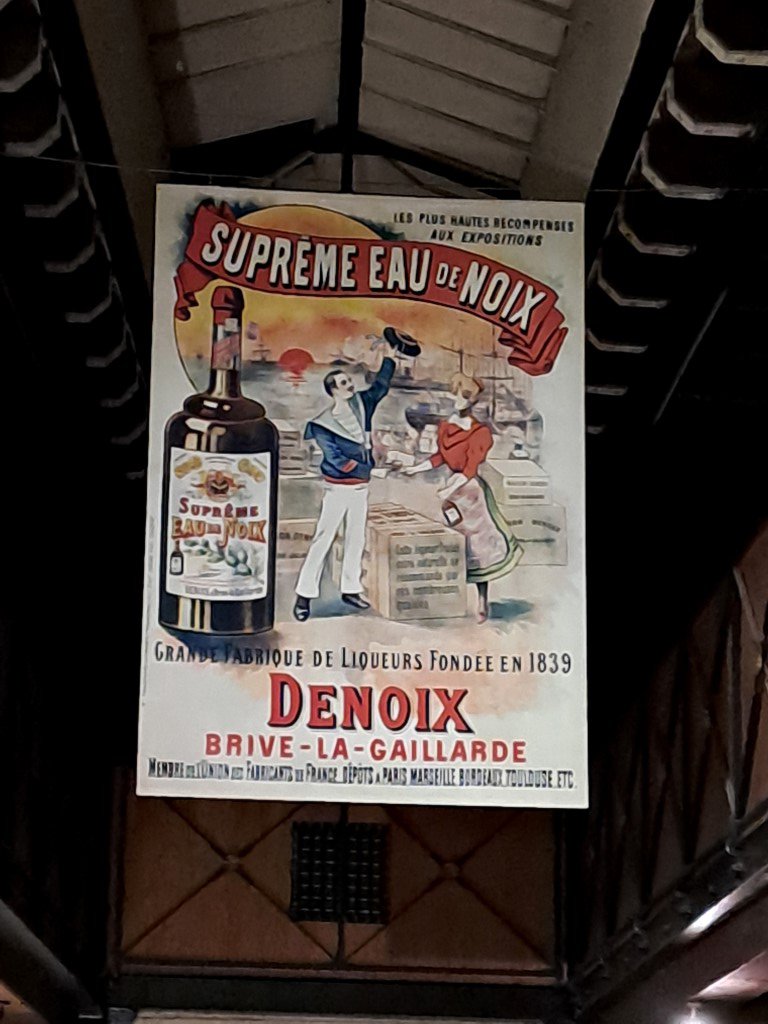 LES PLUS HAUTES RECOMPENSES
AUX EXPOSITIONS
SUPRÊME EAU DE NOIX
SUPRÊME
EAU DE NOIX
GRANDE FABRIQUE DE LIQUEURS FONDÉE EN 1839
DENOIX
BRIVE-LA-GAILLARDE
MEMBRE DE L'UNION DES FABRICANTS DE FRANCE. DÉPÔTS A PARIS MARSEILLE BORDEAUX TOULOUSE ETC